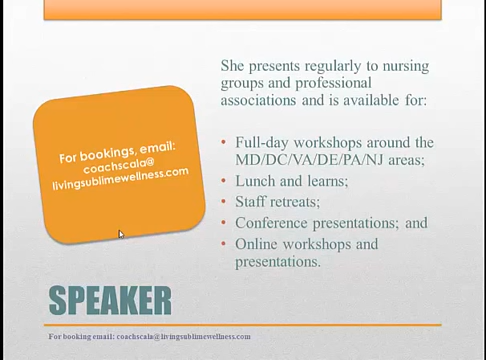 She presents regularly to nursing
groups and professional
associations and is available for:
For bookings, email:
coachscala@
livingsublimewellness.com
• Full-day workshops around the
MD/DC/VA/DE/PA/NJ areas;
• Lunch and learns;
• Staff retreats;
• Conference presentations; and
• Online workshops and
presentations.
SPEAKER
For booking email: coachscala@livingsublimewellness.com